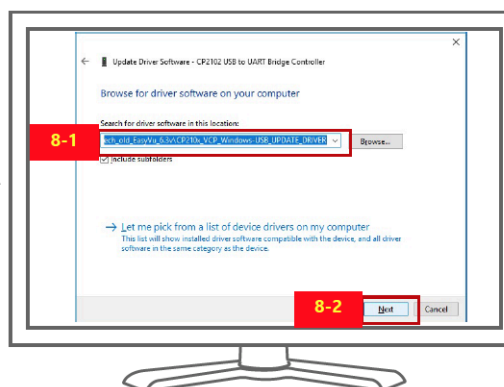 Update Driver Software - CP2102 USB to UART Bridge Controller
Browse for driver software on your computer
Search for driver software in this location:
8-1
ech_old_EasyVu_6.3v\CP210x_VCP_Windows-USB_UPDATE_DRIVER
Browse...
Include subfolders
Let me pick from a list of device drivers on my computer
This list will show installed driver software compatible with the device, and all driver
software in the same category as the device.
8-2
Next
Cancel